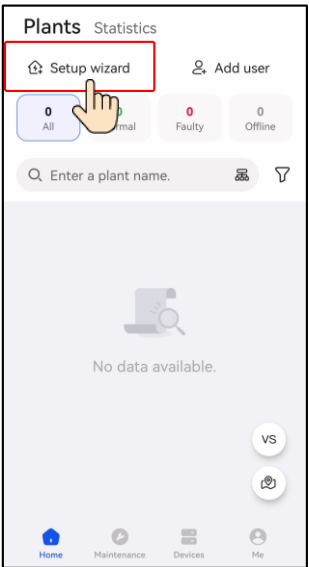 Plants Statistics
Setup wizard Add user
0 0 0
All Faulty Offline
Enter a plant name.
No data available.
VS
Home Maintenance Devices Me